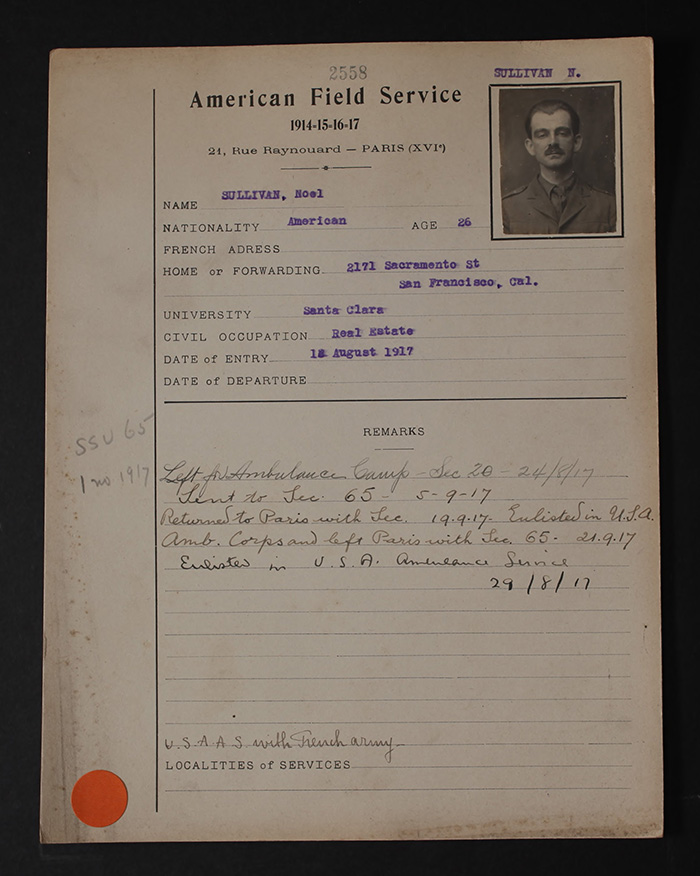 2558
SULLIVAN N.
American Field Service
1914-15-16-17
21, Rue Raynouard — PARIS (XVIe)
NAME SULLIVAN, Noel
NATIONALITY American AGE 26
FRENCH ADRESS
HOME or FORWARDING 2171 Sacramento St
San Francisco, Cal.
UNIVERSITY Santa Clara
CIVIL OCCUPATION Real Estate
DATE of ENTRY August 1917
DATE of DEPARTURE
REMARKS
SSU 65
1 no 1917
Left for Ambulance Camp - Sec 20 - 24/8/17
Sent to Sec. 65 - 5-9-17
Returned to Paris with Sec. 19.9.17. Enlisted in U.S.A.
Amb. Corps and left Paris with Sec. 65. 21.9.17
Enlisted in U.S.A. Ambulance Service
29/8/17
U S A A S with French army
LOCALITIES of SERVICES